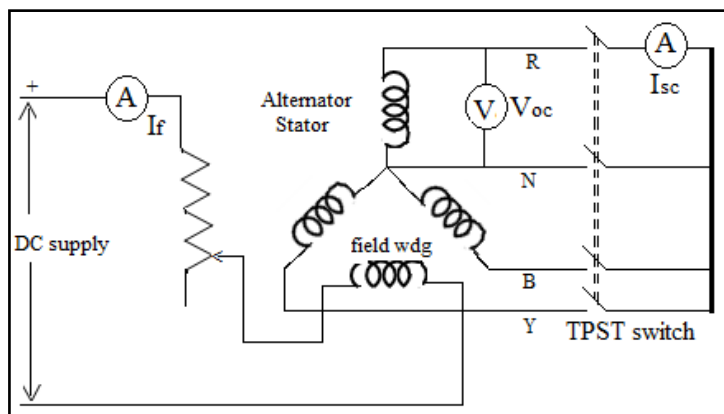 +
A
If
DC supply
Alternator
Stator
field wdg
V
Voc
R
N
B
Y
A
Isc
TPST switch